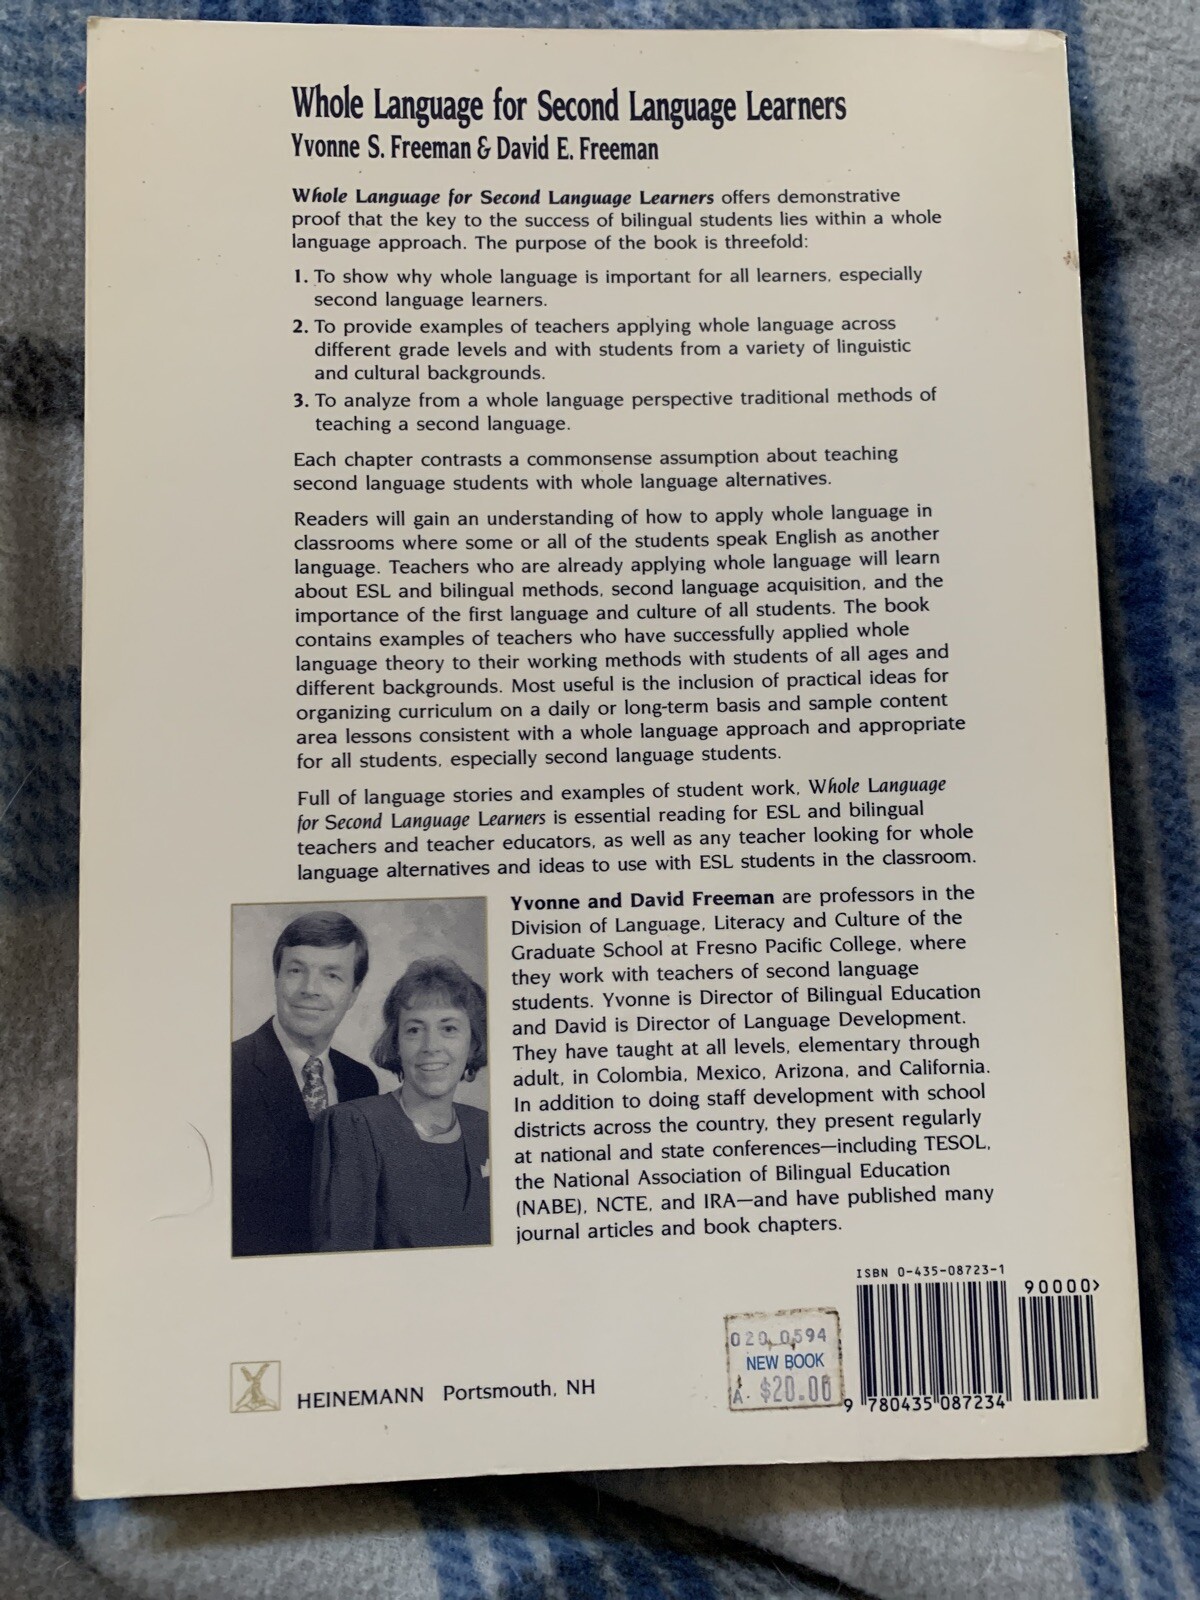 Whole Language for Second Language Learners
Yvonne S. Freeman & David E. Freeman
Whole Language for Second Language Learners offers demonstrative
proof that the key to the success of bilingual students lies within a whole
language approach. The purpose of the book is threefold:
1. To show why whole language is important for all learners, especially
second language learners.
2. To provide examples of teachers applying whole language across
different grade levels and with students from a variety of linguistic
and cultural backgrounds.
3. To analyze from a whole language perspective traditional methods of
teaching a second language.
Each chapter contrasts a commonsense assumption about teaching
second language students with whole language alternatives.
Readers will gain an understanding of how to apply whole language in
classrooms where some or all of the students speak English as another
language. Teachers who are already applying whole language will learn
about ESL and bilingual methods, second language acquisition, and the
importance of the first language and culture of all students. The book
contains examples of teachers who have successfully applied whole
language theory to their working methods with students of all ages and
different backgrounds. Most useful is the inclusion of practical ideas for
organizing curriculum on a daily or long-term basis and sample content
area lessons consistent with a whole language approach and appropriate
for all students, especially second language students.
Full of language stories and examples of student work, Whole Language
for Second Language Learners is essential reading for ESL and bilingual
teachers and teacher educators, as well as any teacher looking for whole
language alternatives and ideas to use with ESL students in the classroom.
Yvonne and David Freeman are professors in the
Division of Language, Literacy and Culture of the
Graduate School at Fresno Pacific College, where
they work with teachers of second language
students. Yvonne is Director of Bilingual Education
and David is Director of Language Development.
They have taught at all levels, elementary through
adult, in Colombia, Mexico, Arizona, and California.
In addition to doing staff development with school
districts across the country, they present regularly
at national and state conferences—including TESOL,
the National Association of Bilingual Education
(NABE), NCTE, and IRA—and have published many
journal articles and book chapters.
ISBN 0-435-08723-1
90000>
020 0594
NEW BOOK
A. $20.00
9 780435 087234
HEINEMANN Portsmouth, NH